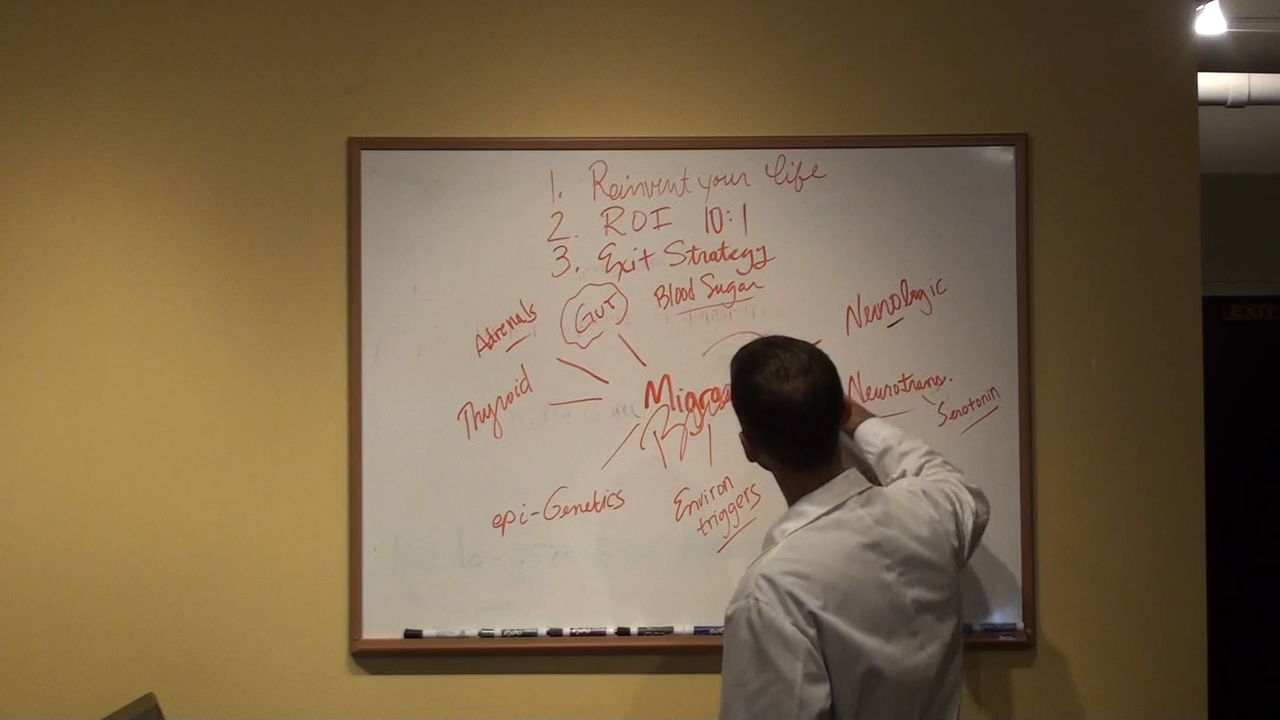 1. Reinvent your life
2. ROI 10:1
3. Exit Strategy
Blood Sugar
Gut
Adrenals
Neurologic
Thyroid
Neurotrans.
Serotonin
epi-Genetics
Environ
triggers
EXIT